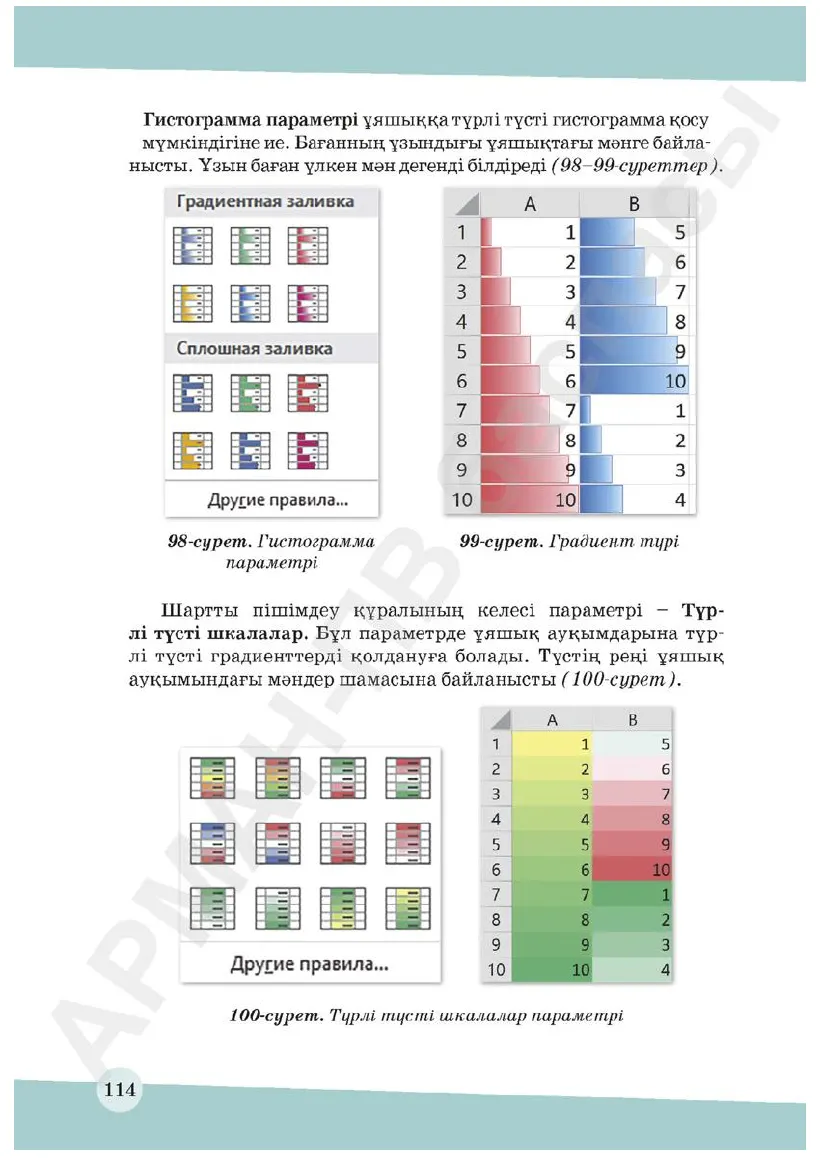 Гистограмма параметрі ұяшыққа түрлі түсті гистограмма қосу
мүмкіндігіне ие. Бағанның ұзындығы ұяшықтағы мәнге байла-
нысты. Ұзын баған үлкен мән дегенді білдіреді (98–99-суреттер).
Градиентная заливка
Сплошная заливка
Другие правила...
A B
1 1 5
2 2 6
3 3 7
4 4 8
5 5 9
6 6 10
7 7 1
8 8 2
9 9 3
10 10 4
98-сурет. Гистограмма
параметрі
99-сурет. Градиент түрі
Шартты пішімдеу құралының келесі параметрі – Түр-
лі түсті шкалалар. Бұл параметрде ұяшық ауқымдарына түр-
лі түсті градиенттерді қолдануға болады. Түстің реңі ұяшық
ауқымындағы мәндер шамасына байланысты (100-сурет).
Другие правила...
A B
1 1 5
2 2 6
3 3 7
4 4 8
5 5 9
6 6 10
7 7 1
8 8 2
9 9 3
10 10 4
100-сурет. Түрлі түсті шкалалар параметрі
114
АРМАН-ПВ баспасы